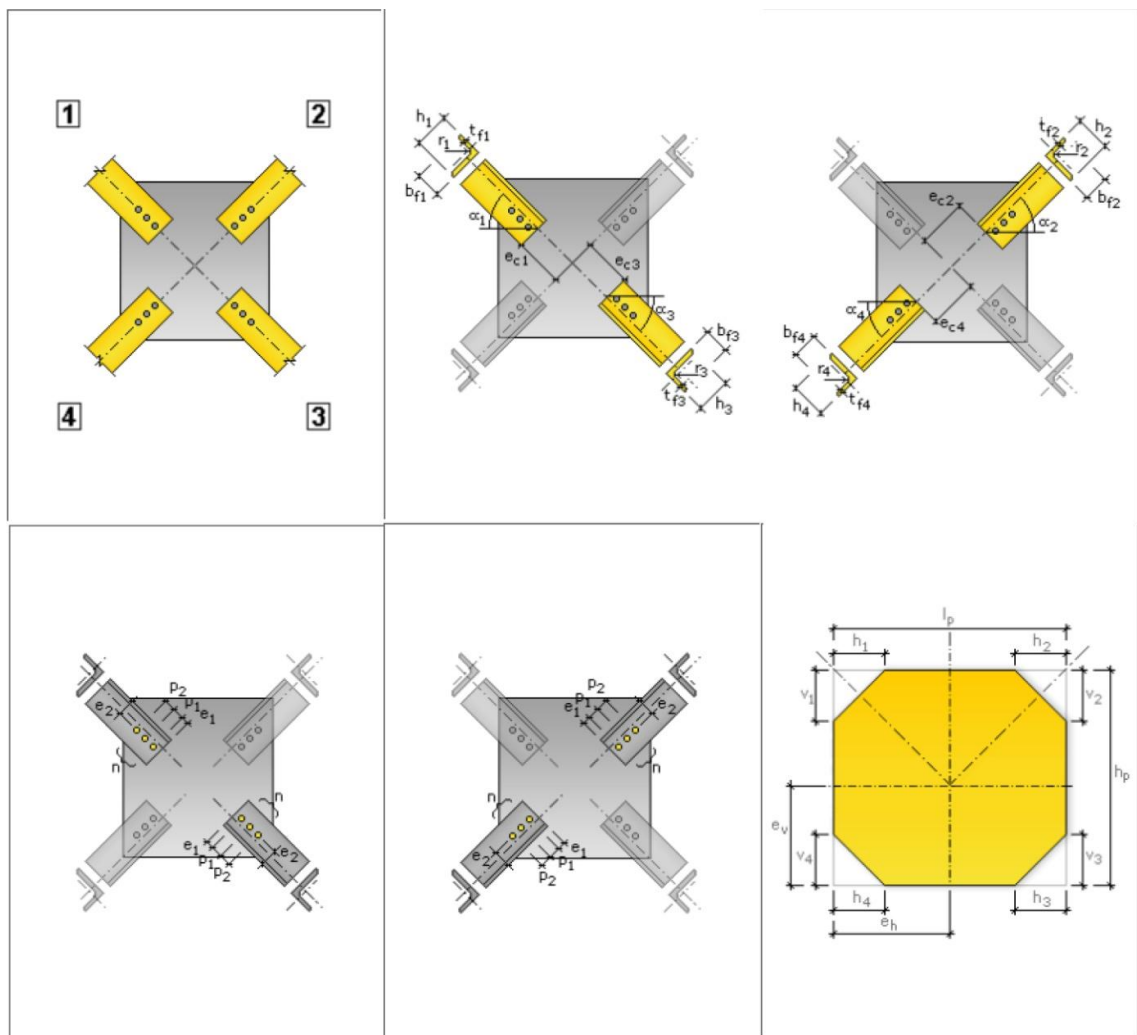 1
2
4
3
h1
tf1
r1
bf1
α1
ec1
ec3
α3
bf3
r3
tf3
h3
tf2
h2
r2
ec2
bf2
α2
α4
bf4
ec4
r4
h4
tf4
p2
p1
e1
e2
n
n
e1
e2
p1
p2
p2
p1
e1
e2
n
n
e2
e1
p1
p2
lp
h1
h2
v1
v2
hp
ev
v4
v3
h4
h3
eh